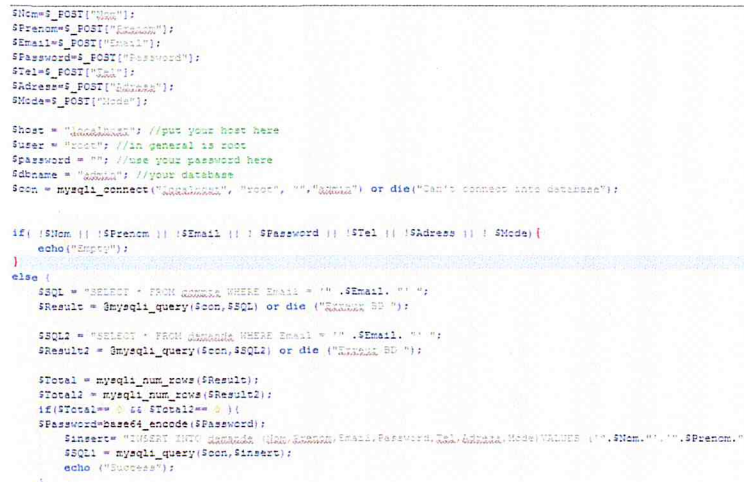 $Nom=$_POST["Nom"];
$Prenom=$_POST["Prenom"];
$Email=$_POST["Email"];
$Password=$_POST["Password"];
$Tel=$_POST["Tel"];
$Adress=$_POST["Adress"];
$Mode=$_POST["Mode"];
$host = "localhost"; //put your host here
$user = "root"; //in general is root
$password = ""; //use your password here
$dbname = "admin"; //your database
$con = mysqli_connect("localhost", "root", "","admin") or die("Can't connect into database");
if( !$Nom || !$Prenom || !$Email || ! $Password || !$Tel || !$Adress || ! $Mode){
echo("Empty");
}
else {
$SQL = "SELECT * FROM compte WHERE Email = '" .$Email. "' ";
$Result = @mysqli_query($con,$SQL) or die ("Erreur BD ");
$SQL2 = "SELECT * FROM demande WHERE Email = '" .$Email. "' ";
$Result2 = @mysqli_query($con,$SQL2) or die ("Erreur BD ");
$Total = mysqli_num_rows($Result);
$Total2 = mysqli_num_rows($Result2);
if($Total== 0 && $Total2== 0 ){
$Password=base64_encode($Password);
$insert= "INSERT INTO demande (Nom,Prenom,Email,Password,Tel,Adress,Mode)VALUES ('".$Nom."','".$Prenom."
$SQL1 = mysqli_query($con,$insert);
echo ("Success");